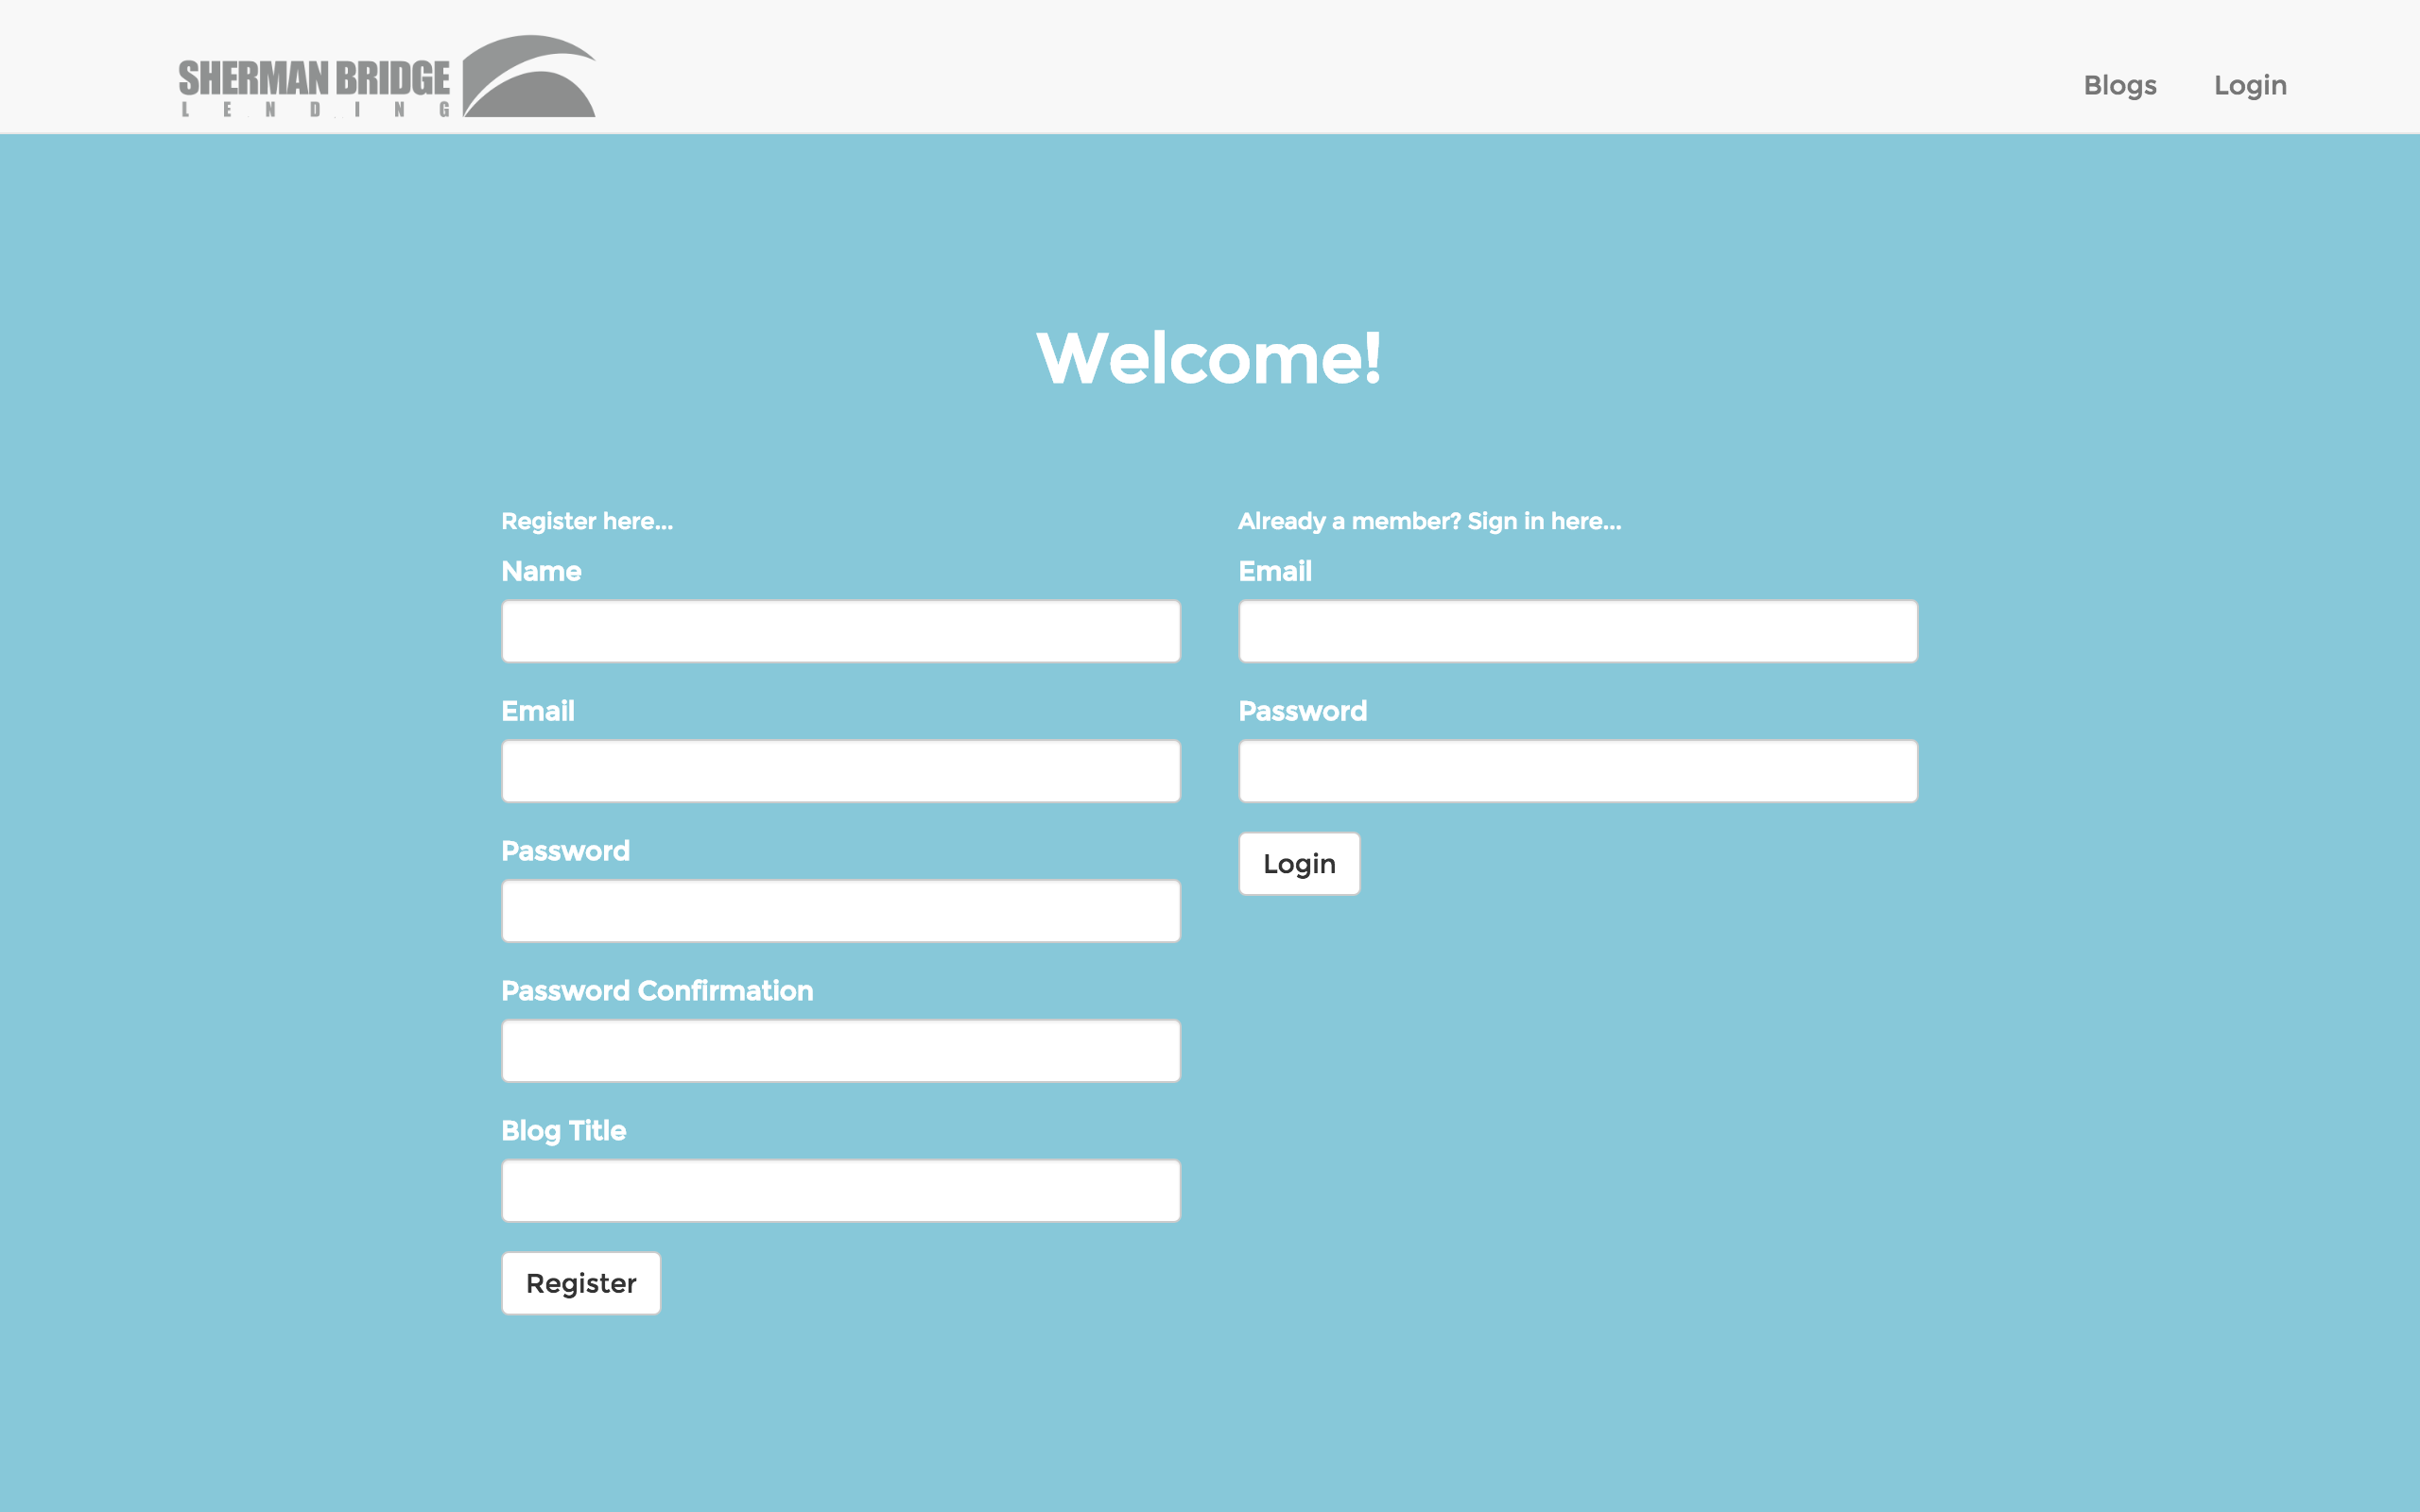 SHERMAN BRIDGE
LENDING
Blogs
Login
Welcome!
Register here...
Name
Email
Password
Password Confirmation
Blog Title
Register
Already a member? Sign in here...
Email
Password
Login